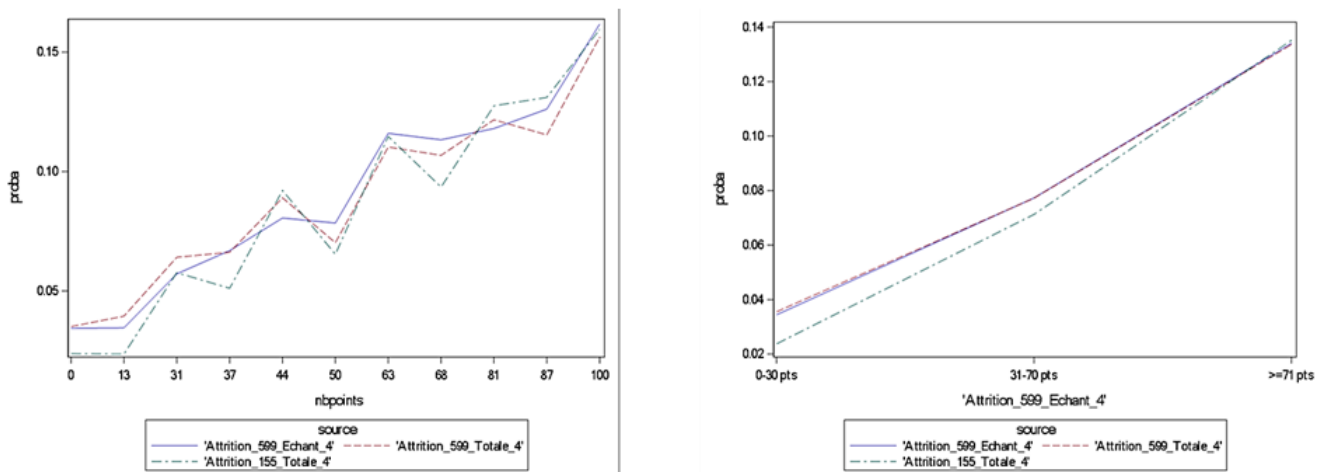 proba
0.15
0.10
0.05
0 13 31 37 44 50 63 68 81 87 100
nbpoints
source
'Attrition_599_Echant_4' 'Attrition_599_Totale_4'
'Attrition_155_Totale_4'
proba
0.14
0.12
0.10
0.08
0.06
0.04
0.02
0-30 pts 31-70 pts >=71 pts
'Attrition_599_Echant_4'
source
'Attrition_599_Echant_4' 'Attrition_599_Totale_4'
'Attrition_155_Totale_4'